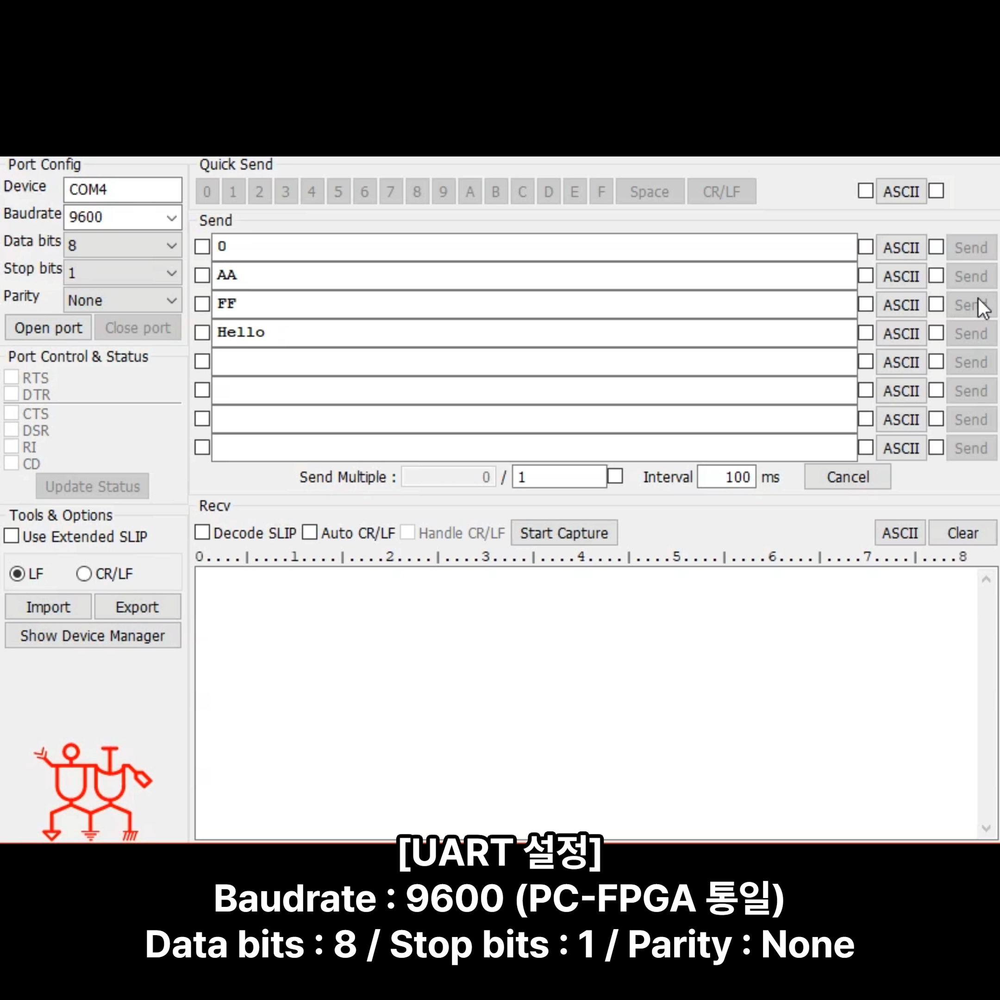 Port Config
Device COM4
Baudrate 9600
Data bits 8
Stop bits 1
Parity None
Open port Close port
Port Control & Status
RTS
DTR
CTS
DSR
RI
CD
Update Status
Tools & Options
Use Extended SLIP
LF CR/LF
Import Export
Show Device Manager
Quick Send
0 1 2 3 4 5 6 7 8 9 A B C D E F Space CR/LF ASCII
Send
0 ASCII Send
AA ASCII Send
FF ASCII Send
Hello ASCII Send
ASCII Send
ASCII Send
ASCII Send
ASCII Send
Send Multiple : 0 / 1 Interval 100 ms Cancel
Recv
Decode SLIP Auto CR/LF Handle CR/LF Start Capture ASCII Clear
0....|....1....|....2....|....3....|....4....|....5....|....6....|....7....|....8
[UART 설정]
Baudrate : 9600 (PC-FPGA 통일)
Data bits : 8 / Stop bits : 1 / Parity : None